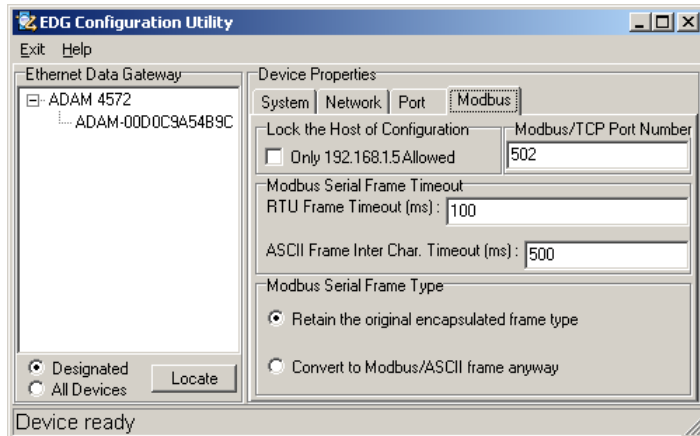 EDG Configuration Utility
Exit Help
Ethernet Data Gateway
ADAM 4572
ADAM-00D0C9A54B9C
Designated
All Devices
Locate
Device Properties
System Network Port Modbus
Lock the Host of Configuration
Only 192.168.1.5 Allowed
Modbus/TCP Port Number
502
Modbus Serial Frame Timeout
RTU Frame Timeout (ms) : 100
ASCII Frame Inter Char. Timeout (ms) : 500
Modbus Serial Frame Type
Retain the original encapsulated frame type
Convert to Modbus/ASCII frame anyway
Device ready